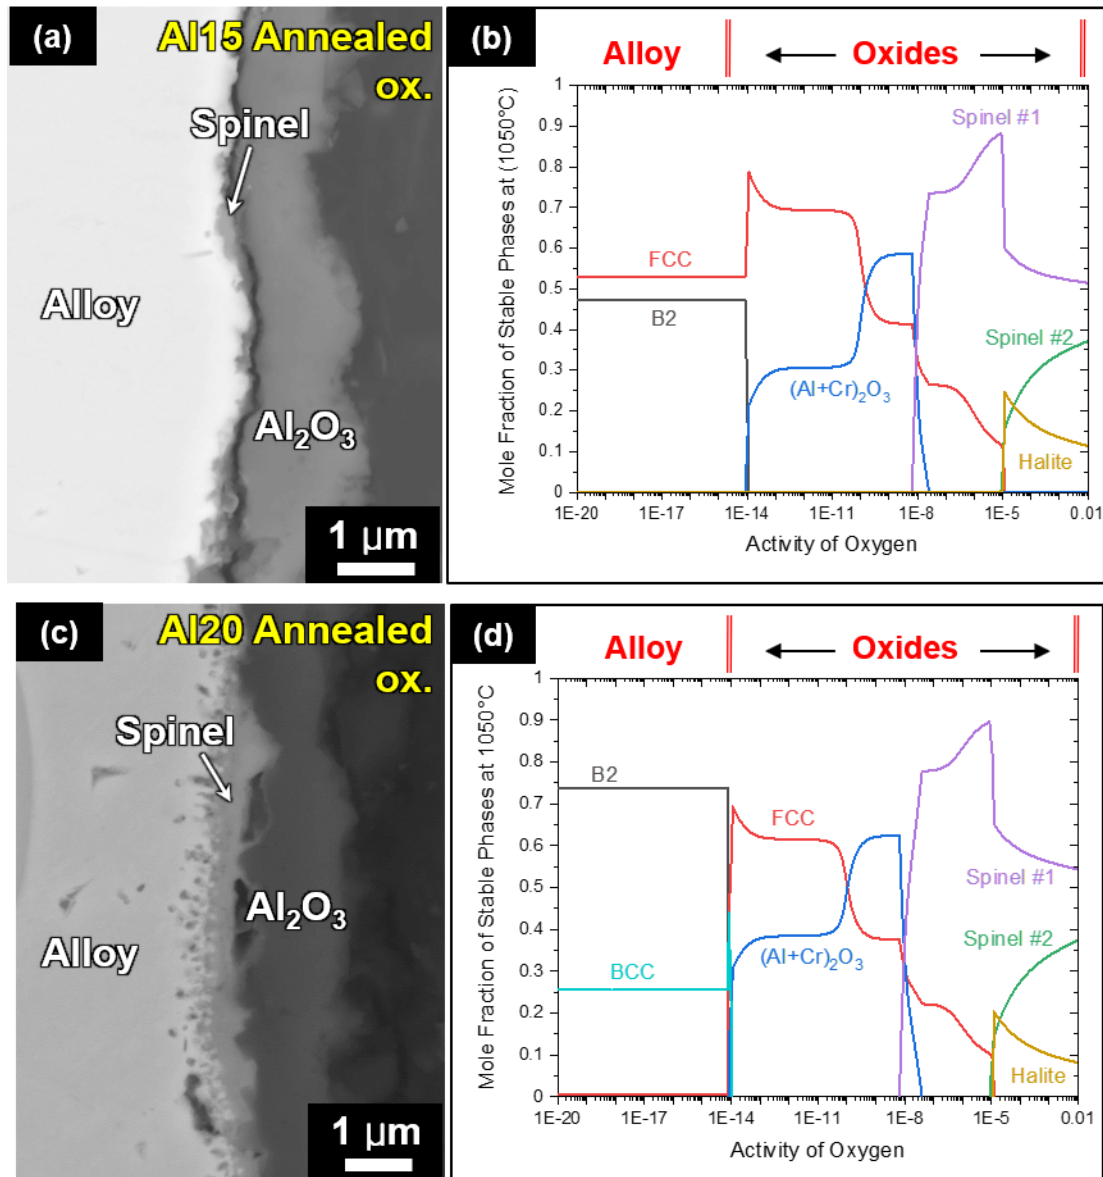 (a)
Al15 Annealed
ox.
Spinel
Alloy
Al₂O₃
1 µm
(b)
Alloy
Oxides
Mole Fraction of Stable Phases at (1050°C)
1
0.9
0.8
0.7
0.6
0.5
0.4
0.3
0.2
0.1
0
Spinel #1
FCC
B2
Spinel #2
(Al+Cr)₂O₃
Halite
1E-20 1E-17 1E-14 1E-11 1E-8 1E-5 0.01
Activity of Oxygen
(c)
Al20 Annealed
ox.
Spinel
Al₂O₃
Alloy
1 µm
(d)
Alloy
Oxides
Mole Fraction of Stable Phases at 1050°C
1
0.9
0.8
0.7
0.6
0.5
0.4
0.3
0.2
0.1
0
B2
FCC
Spinel #1
Spinel #2
(Al+Cr)₂O₃
BCC
Halite
1E-20 1E-17 1E-14 1E-11 1E-8 1E-5 0.01
Activity of Oxygen